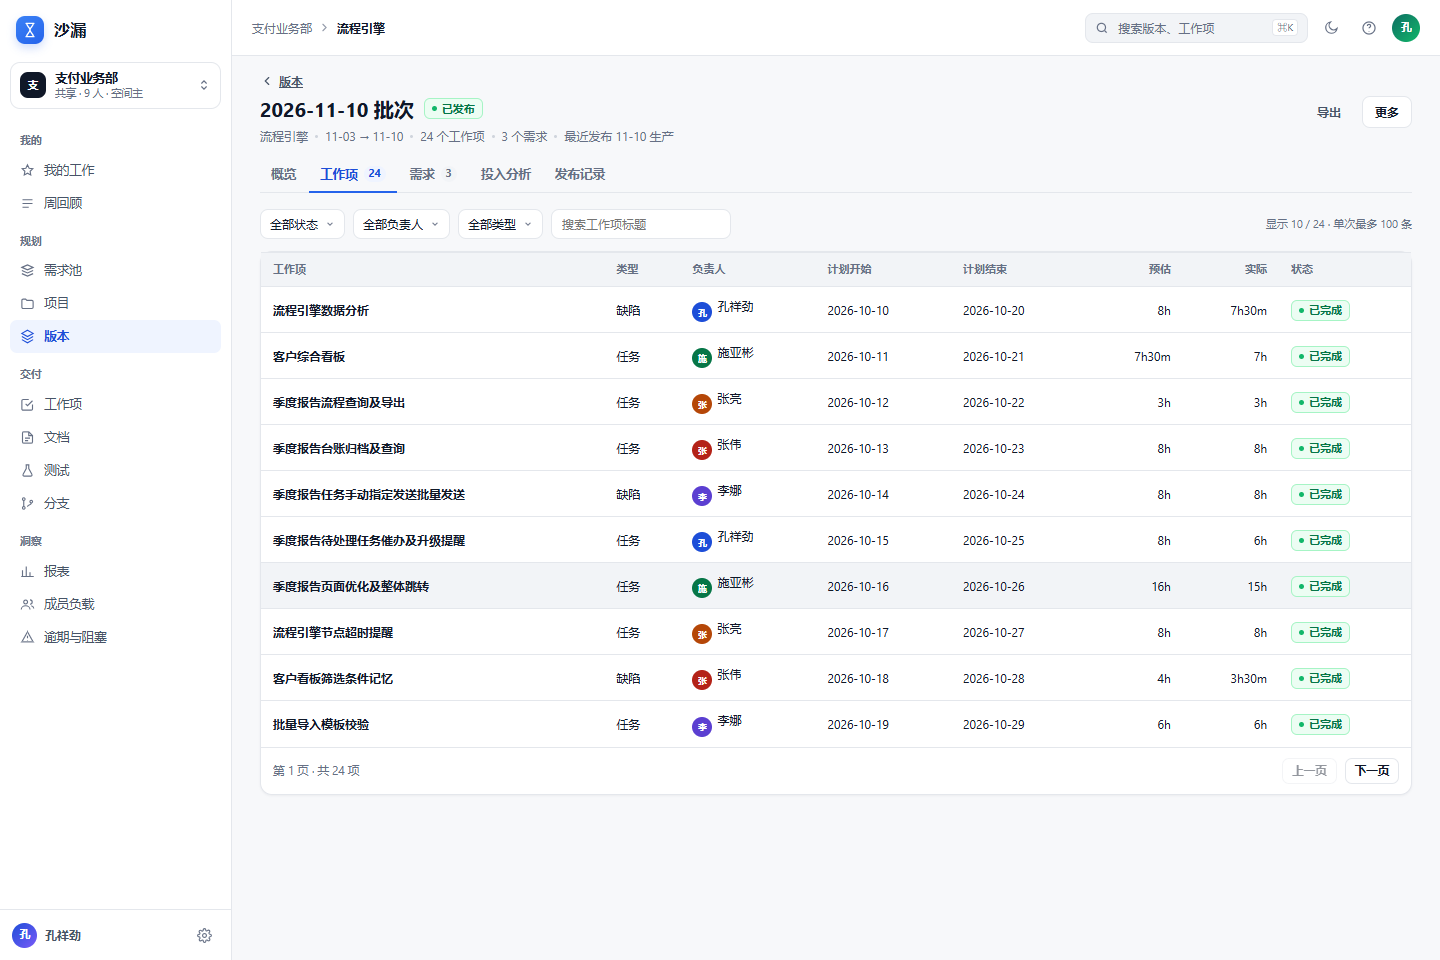 沙漏
支 支付业务部
共享 · 9 人 · 空间主
我的
我的工作
周回顾
规划
需求池
项目
版本
交付
工作项
文档
测试
分支
洞察
报表
成员负载
逾期与阻塞
孔 孔祥劲
支付业务部 > 流程引擎
搜索版本、工作项 ⌘K 孔
版本
2026-11-10 批次 已发布
流程引擎 • 11-03 → 11-10 • 24 个工作项 • 3 个需求 • 最近发布 11-10 生产
导出 更多
概览 工作项 24 需求 3 投入分析 发布记录
全部状态 全部负责人 全部类型 搜索工作项标题 显示 10 / 24 · 单次最多 100 条
工作项 类型 负责人 计划开始 计划结束 预估 实际 状态
流程引擎数据分析 缺陷 孔 孔祥劲 2026-10-10 2026-10-20 8h 7h30m 已完成
客户综合看板 任务 施 施亚彬 2026-10-11 2026-10-21 7h30m 7h 已完成
季度报告流程查询及导出 任务 张 张亮 2026-10-12 2026-10-22 3h 3h 已完成
季度报告台账归档及查询 任务 张 张伟 2026-10-13 2026-10-23 8h 8h 已完成
季度报告任务手动指定发送批量发送 缺陷 李 李娜 2026-10-14 2026-10-24 8h 8h 已完成
季度报告待处理任务催办及升级提醒 任务 孔 孔祥劲 2026-10-15 2026-10-25 8h 6h 已完成
季度报告页面优化及整体跳转 任务 施 施亚彬 2026-10-16 2026-10-26 16h 15h 已完成
流程引擎节点超时提醒 任务 张 张亮 2026-10-17 2026-10-27 8h 8h 已完成
客户看板筛选条件记忆 缺陷 张 张伟 2026-10-18 2026-10-28 4h 3h30m 已完成
批量导入模板校验 任务 李 李娜 2026-10-19 2026-10-29 6h 6h 已完成
第 1 页 · 共 24 项 上一页 下一页